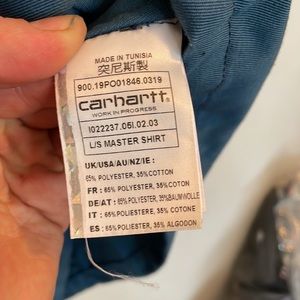 MADE IN TUNISIA
突尼斯製
900.19PO01846.0319
carhartt
WORK IN PROGRESS
I022237.05I.02.03
L/S MASTER SHIRT
UK/USA/AU/NZ/IE :
65% POLYESTER, 35%COTTON
FR : 65% POLYESTER, 35%COTON
DE/AT : 65% POLYESTER, 35%BAUMWOLLE
IT : 65% POLYESTER, 35% COTONE
ES : 65% POLIESTER, 35% ALGODON